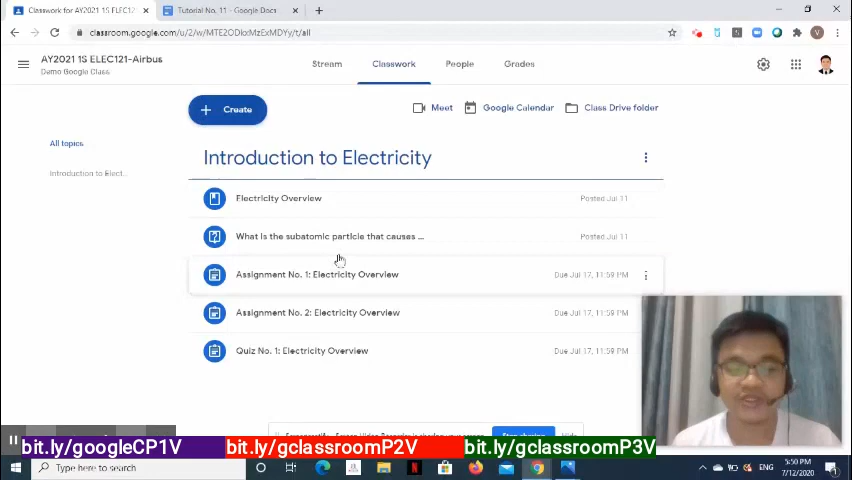 Classwork for AY2021 1S ELEC121
Tutorial No. 11 - Google Docs
classroom.google.com/u/2/w/MTE2ODkxMzExMDYy/t/all
AY2021 1S ELEC121-Airbus
Demo Google Class
Stream
Classwork
People
Grades
Create
Meet
Google Calendar
Class Drive folder
All topics
Introduction to Elect...
Introduction to Electricity
Electricity Overview
Posted Jul 11
What is the subatomic particle that causes ...
Posted Jul 11
Assignment No. 1: Electricity Overview
Due Jul 17, 11:59 PM
Assignment No. 2: Electricity Overview
Due Jul 17, 11:59 PM
Quiz No. 1: Electricity Overview
Due Jul 17, 11:59 PM
Hide
bit.ly/googleCP1V
bit.ly/gclassroomP2V
bit.ly/gclassroomP3V
Type here to search
ENG
5:50 PM
7/12/2020